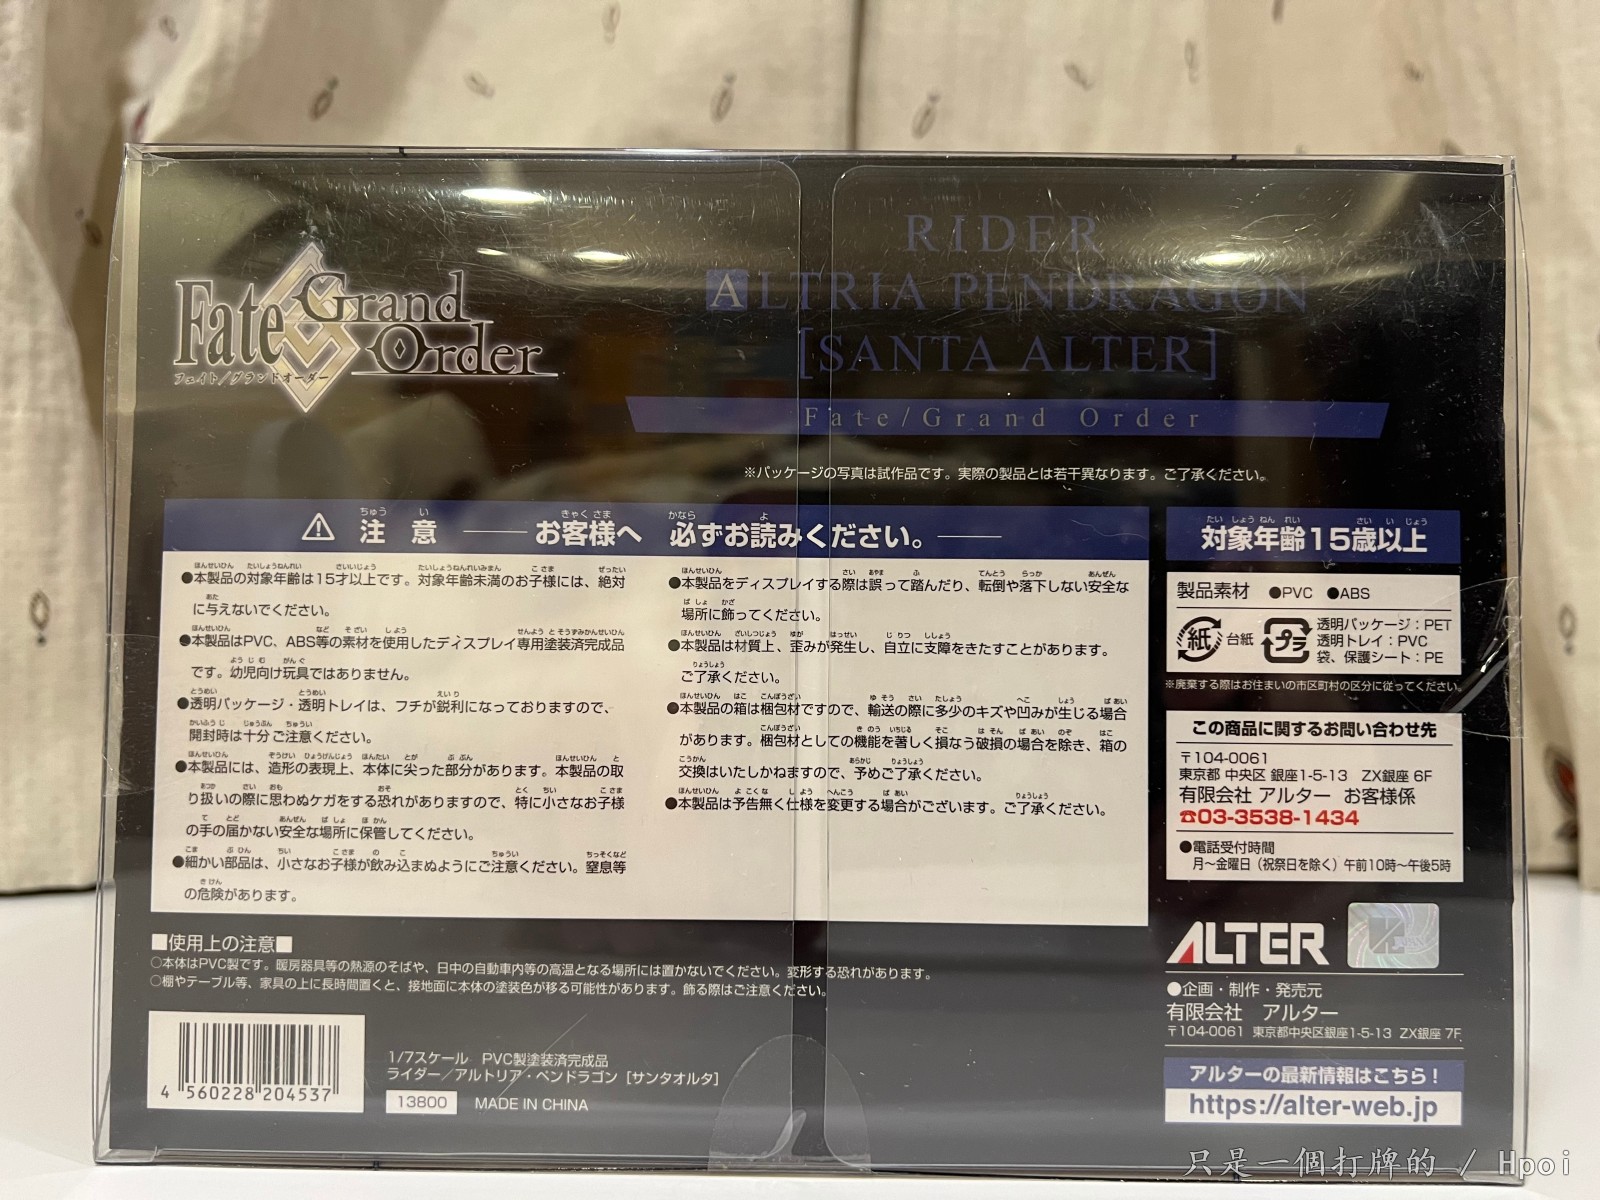 Fate Grand Order
フェイト/グランドオーダー
RIDER
ALTRIA PENDRAGON
[SANTA ALTER]
Fate/Grand Order
※パッケージの写真は試作品です。実際の製品とは若干異なります。ご了承ください。
⚠ 注意 ── お客様へ 必ずお読みください。──
●本製品の対象年齢は15才以上です。対象年齢未満のお子様には、絶対
に与えないでください。
●本製品はPVC、ABS等の素材を使用したディスプレイ専用塗装済完成品
です。幼児向け玩具ではありません。
●透明パッケージ・透明トレイは、フチが鋭利になっておりますので、
開封時は十分ご注意ください。
●本製品には、造形の表現上、本体に尖った部分があります。本製品の取
り扱いの際に思わぬケガをする恐れがありますので、特に小さなお子様
の手の届かない安全な場所に保管してください。
●細かい部品は、小さなお子様が飲み込まぬようにご注意ください。窒息等
の危険があります。
●本製品をディスプレイする際は誤って踏んだり、転倒や落下しない安全な
場所に飾ってください。
●本製品は材質上、歪みが発生し、自立に支障をきたすことがあります。
ご了承ください。
●本製品の箱は梱包材ですので、輸送の際に多少のキズや凹みが生じる場合
があります。梱包材としての機能を著しく損なう破損の場合を除き、箱の
交換はいたしかねますので、予めご了承ください。
●本製品は予告無く仕様を変更する場合がございます。ご了承ください。
対象年齢15歳以上
製品素材 ●PVC ●ABS
紙 台紙 プラ
透明パッケージ：PET
透明トレイ：PVC
袋、保護シート：PE
※廃棄する際はお住まいの市区町村の区分に従ってください。
この商品に関するお問い合わせ先
〒104-0061
東京都 中央区 銀座1-5-13 ZX銀座 6F
有限会社 アルター お客様係
☎03-3538-1434
●電話受付時間
月～金曜日（祝祭日を除く）午前10時～午後5時
■使用上の注意■
○本体はPVC製です。暖房器具等の熱源のそばや、日中の自動車内等の高温となる場所には置かないでください。変形する恐れがあります。
○棚やテーブル等、家具の上に長時間置くと、接地面に本体の塗装色が移る可能性があります。飾る際はご注意ください。
4 560228 204537
1/7スケール PVC製塗装済完成品
ライダー／アルトリア・ペンドラゴン［サンタオルタ］
13800 MADE IN CHINA
ALTER
●企画・制作・発売元
有限会社 アルター
〒104-0061 東京都中央区銀座1-5-13 ZX銀座 7F
アルターの最新情報はこちら！
https://alter-web.jp
只是一個打牌的 / Hpoi